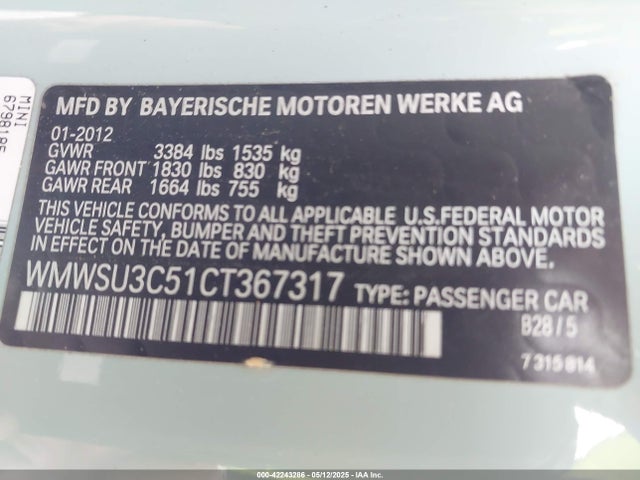 MINI
6798185
MFD BY BAYERISCHE MOTOREN WERKE AG
01-2012
GVWR 3384 lbs 1535 kg
GAWR FRONT 1830 lbs 830 kg
GAWR REAR 1664 lbs 755 kg
THIS VEHICLE CONFORMS TO ALL APPLICABLE U.S.FEDERAL MOTOR
VEHICLE SAFETY, BUMPER AND THEFT PREVENTION STANDARDS
IN EFFECT ON THE DATE OF MANUFACTURE SHOWN ABOVE.
WMWSU3C51CT367317 TYPE: PASSENGER CAR
B28/5
7315814
000-42243266 - 05/12/2025 - IAAI.COM